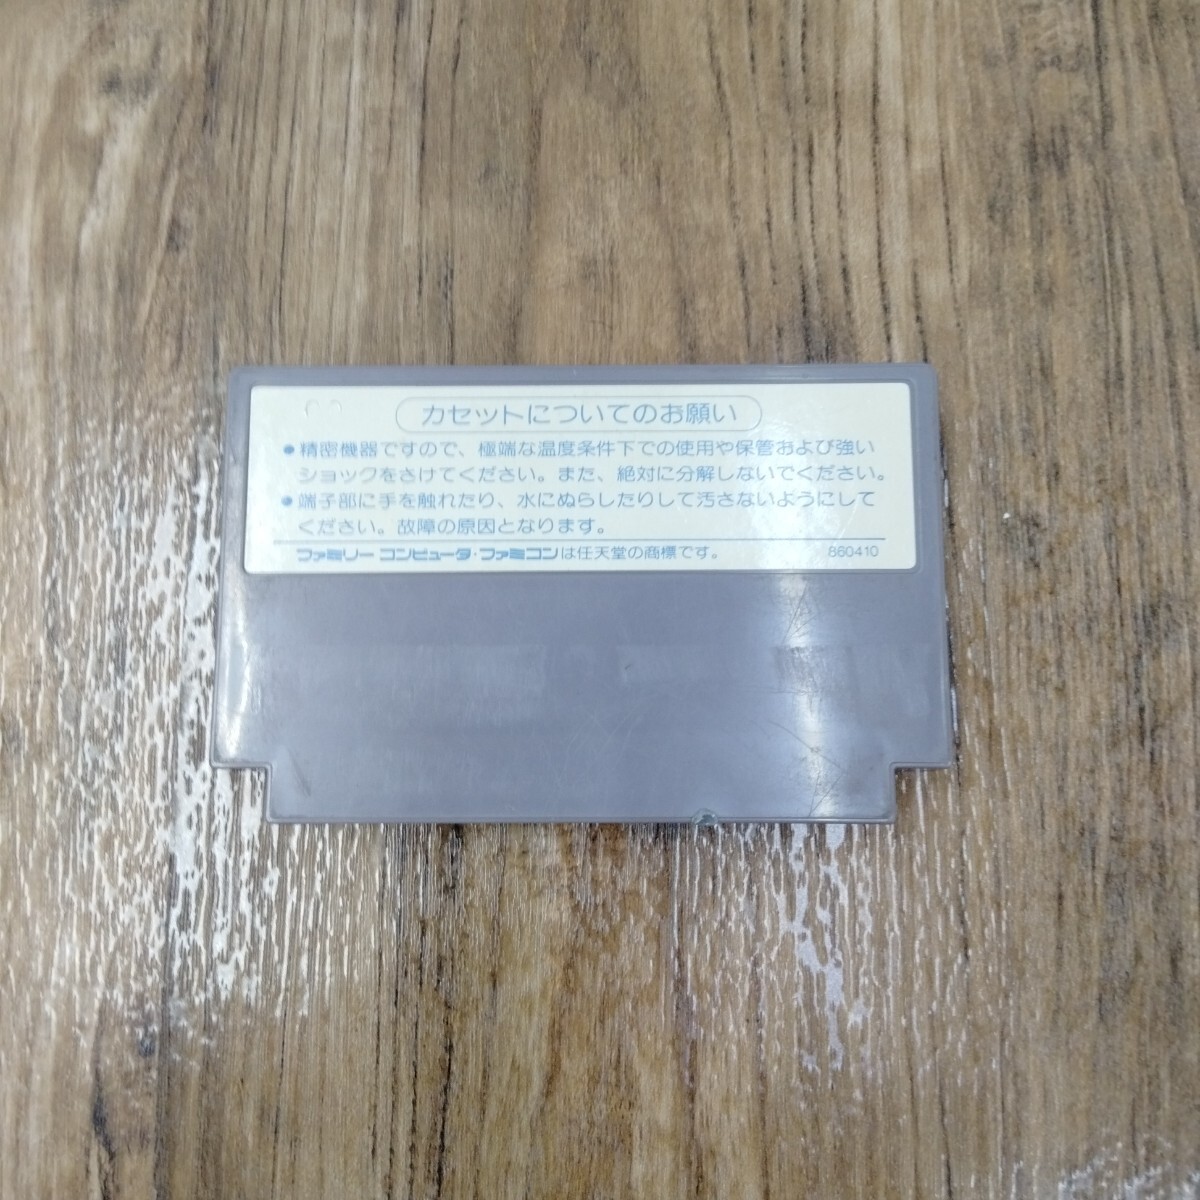 カセットについてのお願い
●精密機器ですので、極端な温度条件下での使用や保管および強い
ショックをさけてください。また、絶対に分解しないでください。
●端子部に手を触れたり、水にぬらしたりして汚さないようにして
ください。故障の原因となります。
ファミリー コンピュータ・ファミコンは任天堂の商標です。 860410